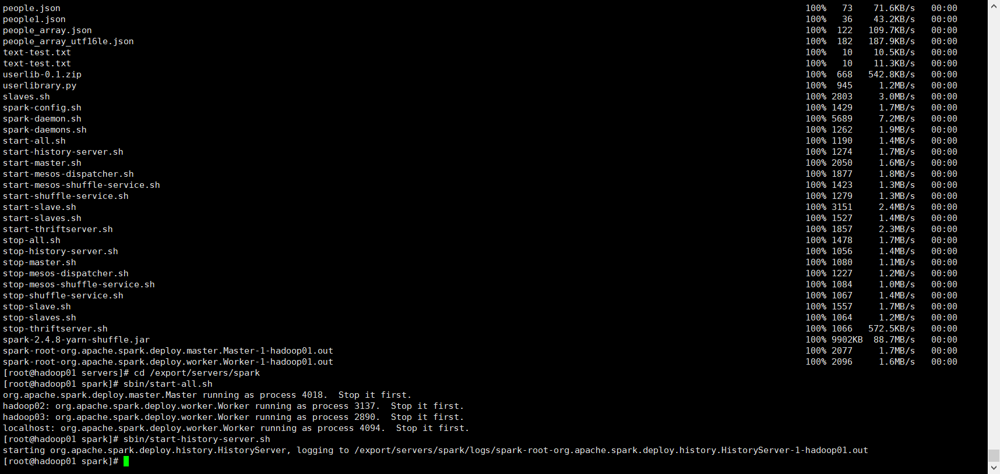 people.json 100% 73 71.6KB/s 00:00
people1.json 100% 36 43.2KB/s 00:00
people_array.json 100% 122 109.7KB/s 00:00
people_array_utf16le.json 100% 182 187.9KB/s 00:00
text-test.txt 100% 10 10.5KB/s 00:00
text-test.txt 100% 10 11.3KB/s 00:00
userlib-0.1.zip 100% 668 542.8KB/s 00:00
userlibrary.py 100% 945 1.2MB/s 00:00
slaves.sh 100% 2803 3.0MB/s 00:00
spark-config.sh 100% 1429 1.7MB/s 00:00
spark-daemon.sh 100% 5689 7.2MB/s 00:00
spark-daemons.sh 100% 1262 1.9MB/s 00:00
start-all.sh 100% 1190 1.4MB/s 00:00
start-history-server.sh 100% 1274 1.7MB/s 00:00
start-master.sh 100% 2050 1.6MB/s 00:00
start-mesos-dispatcher.sh 100% 1877 1.8MB/s 00:00
start-mesos-shuffle-service.sh 100% 1423 1.3MB/s 00:00
start-shuffle-service.sh 100% 1279 1.3MB/s 00:00
start-slave.sh 100% 3151 2.4MB/s 00:00
start-slaves.sh 100% 1527 1.4MB/s 00:00
start-thriftserver.sh 100% 1857 2.3MB/s 00:00
stop-all.sh 100% 1478 1.7MB/s 00:00
stop-history-server.sh 100% 1056 1.4MB/s 00:00
stop-master.sh 100% 1080 1.1MB/s 00:00
stop-mesos-dispatcher.sh 100% 1227 1.2MB/s 00:00
stop-mesos-shuffle-service.sh 100% 1084 1.0MB/s 00:00
stop-shuffle-service.sh 100% 1067 1.4MB/s 00:00
stop-slave.sh 100% 1557 1.7MB/s 00:00
stop-slaves.sh 100% 1064 1.2MB/s 00:00
stop-thriftserver.sh 100% 1066 572.5KB/s 00:00
spark-2.4.8-yarn-shuffle.jar 100% 9902KB 88.7MB/s 00:00
spark-root-org.apache.spark.deploy.master.Master-1-hadoop01.out 100% 2077 1.7MB/s 00:00
spark-root-org.apache.spark.deploy.worker.Worker-1-hadoop01.out 100% 2096 1.6MB/s 00:00
[root@hadoop01 servers]# cd /export/servers/spark
[root@hadoop01 spark]# sbin/start-all.sh
org.apache.spark.deploy.master.Master running as process 4018.  Stop it first.
hadoop02: org.apache.spark.deploy.worker.Worker running as process 3137.  Stop it first.
hadoop03: org.apache.spark.deploy.worker.Worker running as process 2890.  Stop it first.
localhost: org.apache.spark.deploy.worker.Worker running as process 4094.  Stop it first.
[root@hadoop01 spark]# sbin/start-history-server.sh
starting org.apache.spark.deploy.history.HistoryServer, logging to /export/servers/spark/logs/spark-root-org.apache.spark.deploy.history.HistoryServer-1-hadoop01.out
[root@hadoop01 spark]#